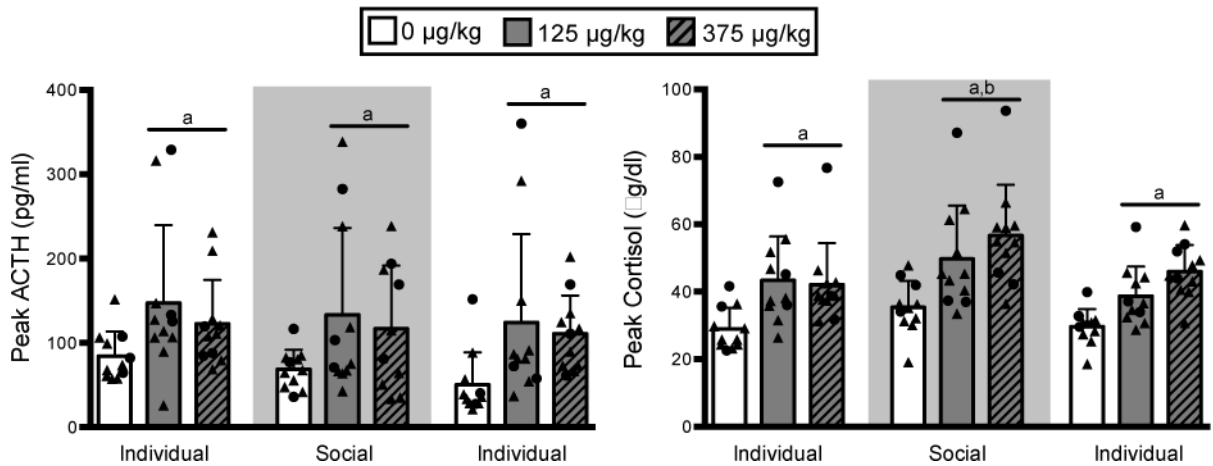 0 µg/kg 125 µg/kg 375 µg/kg
Peak ACTH (pg/ml)
400
300
200
100
0
a
a
a
Individual Social Individual
Peak Cortisol (□g/dl)
100
80
60
40
20
0
a
a,b
a
Individual Social Individual